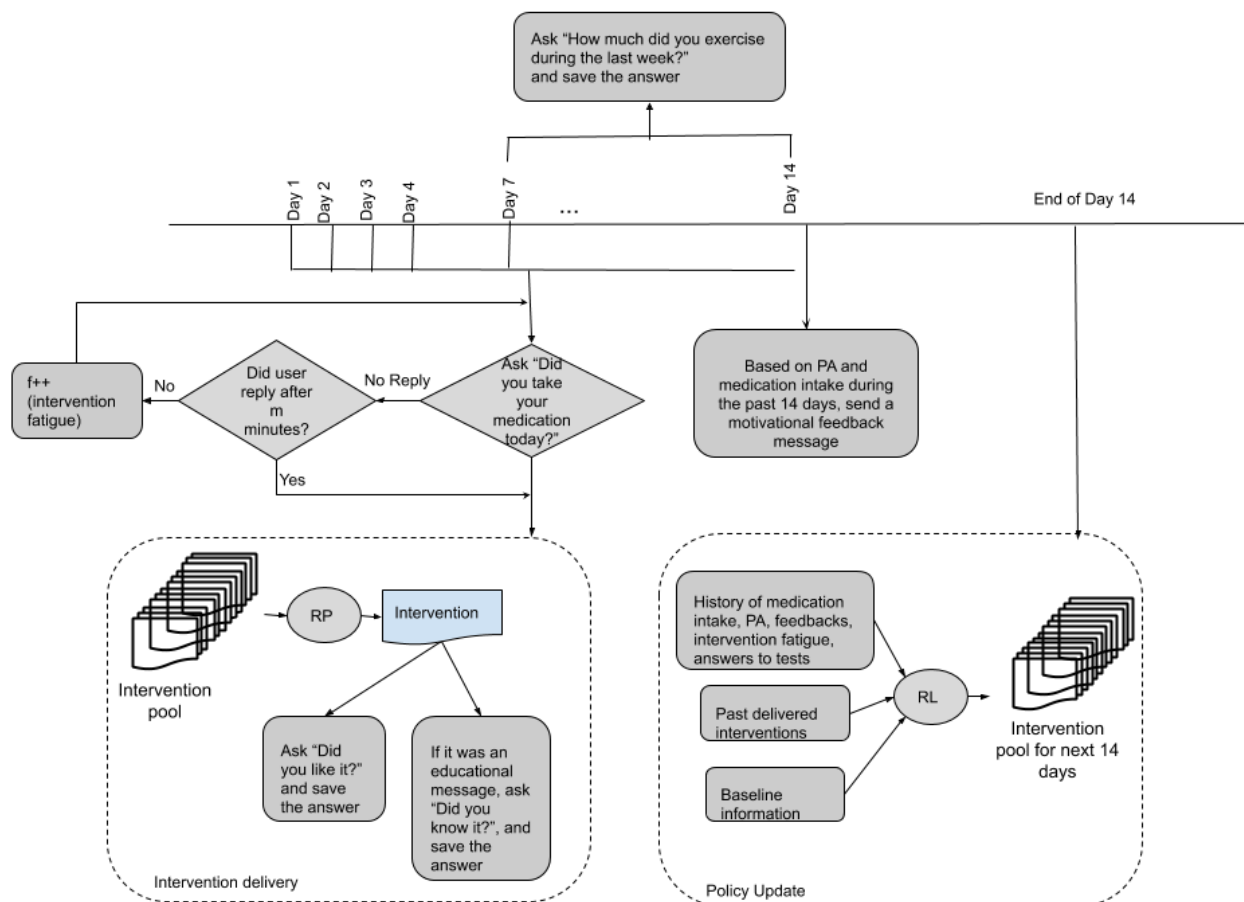 Ask “How much did you exercise
during the last week?”
and save the answer
Day 1
Day 2
Day 3
Day 4
Day 7
...
Day 14
End of Day 14
f++
(intervention
fatigue)
No
Did user
reply after
m
minutes?
No Reply
Ask “Did
you take
your
medication
today?”
Yes
Based on PA and
medication intake during
the past 14 days, send a
motivational feedback
message
Intervention
pool
RP
Intervention
Ask “Did
you like it?”
and save
the answer
If it was an
educational
message, ask
“Did you
know it?”, and
save the
answer
Intervention delivery
History of medication
intake, PA, feedbacks,
intervention fatigue,
answers to tests
Past delivered
interventions
Baseline
information
RL
Intervention
pool for next 14
days
Policy Update